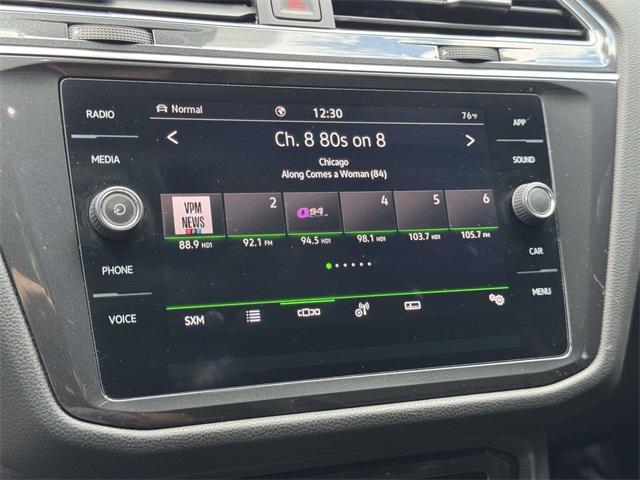 RADIO
MEDIA
PHONE
VOICE
Normal
12:30
76°F
Ch. 8 80s on 8
Chicago
Along Comes a Woman (84)
VPM
NEWS
npr
2
Q94
4
5
6
88.9 HD1
92.1 FM
94.5 HD1
98.1 HD1
103.7 HD1
105.7 FM
SXM
APP
SOUND
CAR
MENU